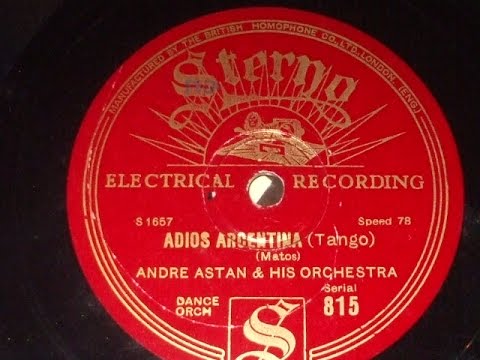 MANUFACTURED BY THE BRITISH HOMOPHONE CO., LTD., LONDON. (ENG)
Sterno
ELECTRICAL RECORDING
S 1657 Speed 78
ADIOS ARGENTINA (Tango)
(Matos)
ANDRE ASTAN & HIS ORCHESTRA
Serial
DANCE 815
ORCH
S